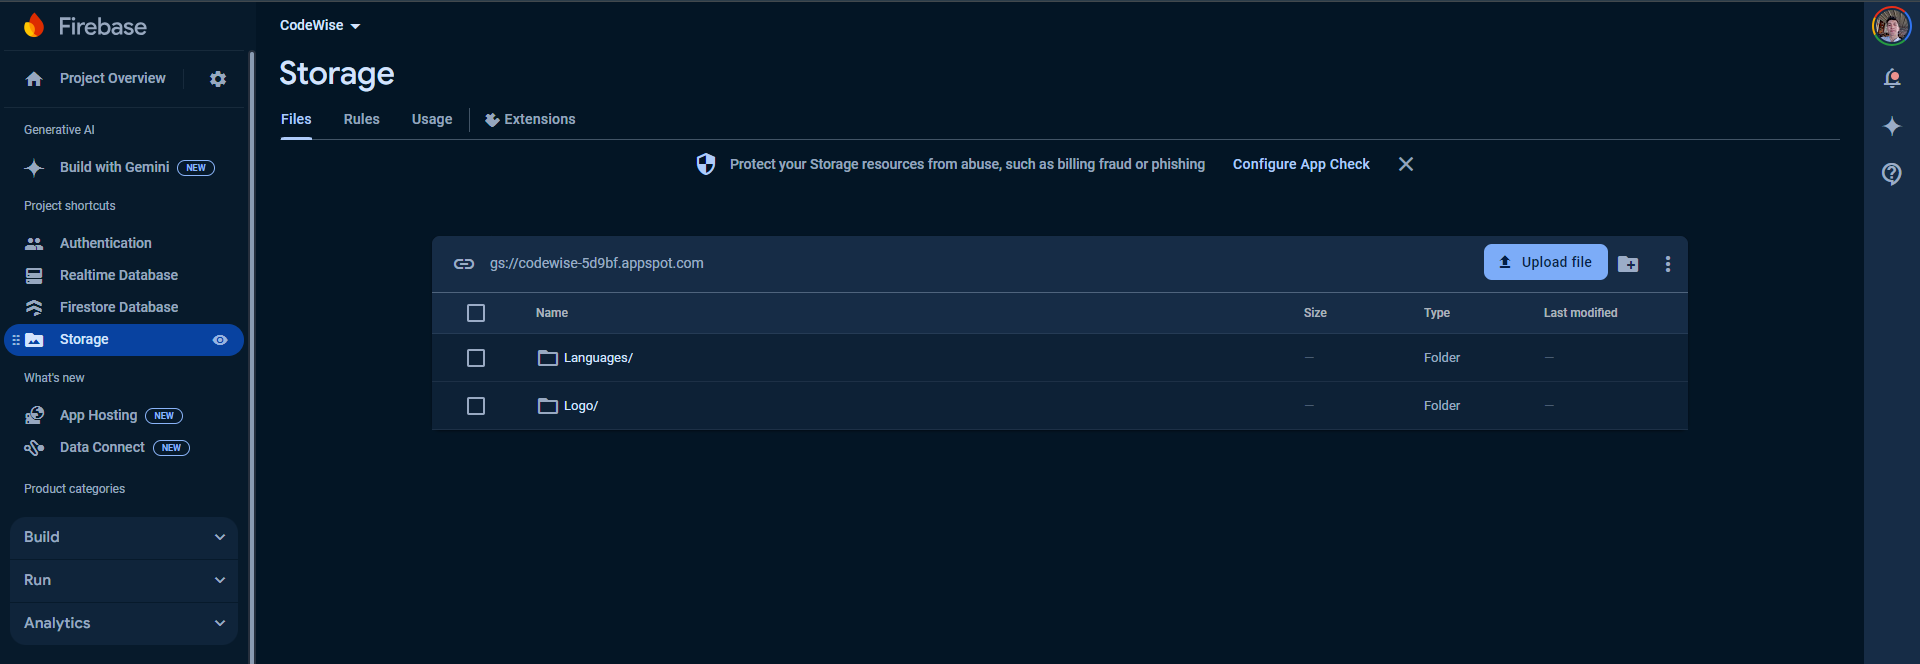 Firebase
Project Overview
Generative AI
Build with Gemini NEW
Project shortcuts
Authentication
Realtime Database
Firestore Database
Storage
What's new
App Hosting NEW
Data Connect NEW
Product categories
Build
Run
Analytics
CodeWise
Storage
Files Rules Usage Extensions
Protect your Storage resources from abuse, such as billing fraud or phishing Configure App Check
gs://codewise-5d9bf.appspot.com Upload file
Name Size Type Last modified
Languages/ — Folder —
Logo/ — Folder —